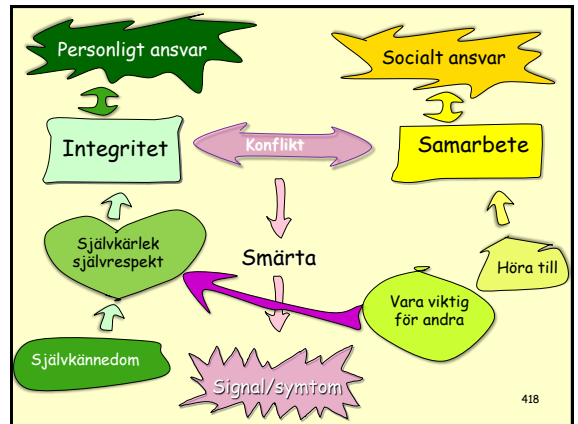 Personligt ansvar
Socialt ansvar
Integritet
Konflikt
Samarbete
Självkärlek
självrespekt
Smärta
Höra till
Vara viktig
för andra
Självkännedom
Signal/symtom
418